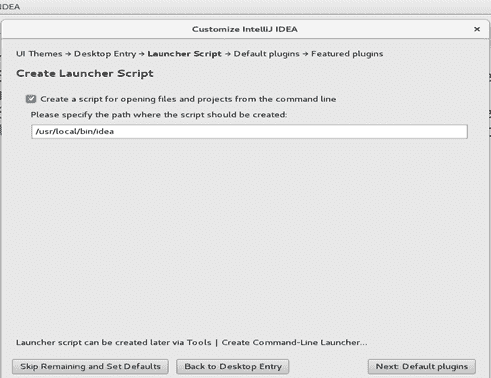 IDEA
Customize IntelliJ IDEA
×
UI Themes → Desktop Entry → Launcher Script → Default plugins → Featured plugins
Create Launcher Script
Create a script for opening files and projects from the command line
Please specify the path where the script should be created:
/usr/local/bin/idea
Launcher script can be created later via Tools | Create Command-Line Launcher...
Skip Remaining and Set Defaults Back to Desktop Entry Next: Default plugins